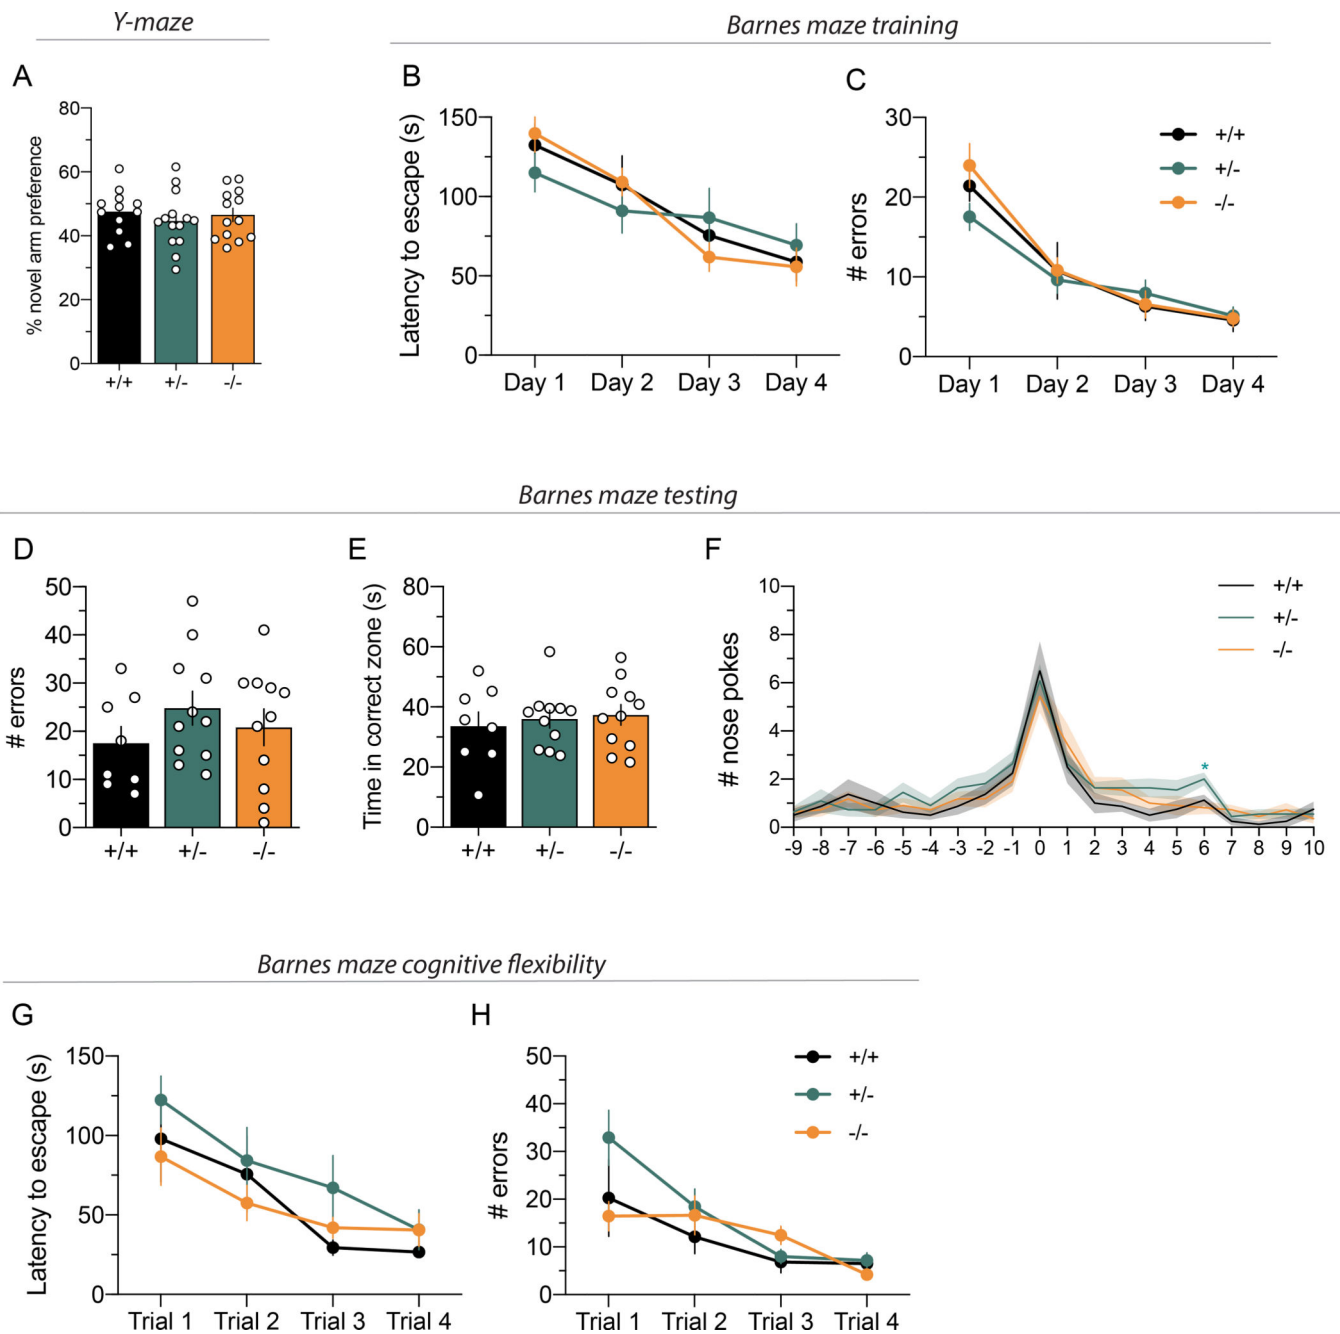 Y-maze
Barnes maze training
A
% novel arm preference
80
60
40
20
0
+/+ +/- -/-
B
Latency to escape (s)
150
100
50
0
Day 1 Day 2 Day 3 Day 4
C
# errors
30
20
10
0
Day 1 Day 2 Day 3 Day 4
+/+
+/-
-/-
Barnes maze testing
D
# errors
50
40
30
20
10
0
+/+ +/- -/-
E
Time in correct zone (s)
80
60
40
20
0
+/+ +/- -/-
F
# nose pokes
10
8
6
4
2
0
-9 -8 -7 -6 -5 -4 -3 -2 -1 0 1 2 3 4 5 6 7 8 9 10
*
+/+
+/-
-/-
Barnes maze cognitive flexibility
G
Latency to escape (s)
150
100
50
0
Trial 1 Trial 2 Trial 3 Trial 4
H
# errors
50
40
30
20
10
0
Trial 1 Trial 2 Trial 3 Trial 4
+/+
+/-
-/-